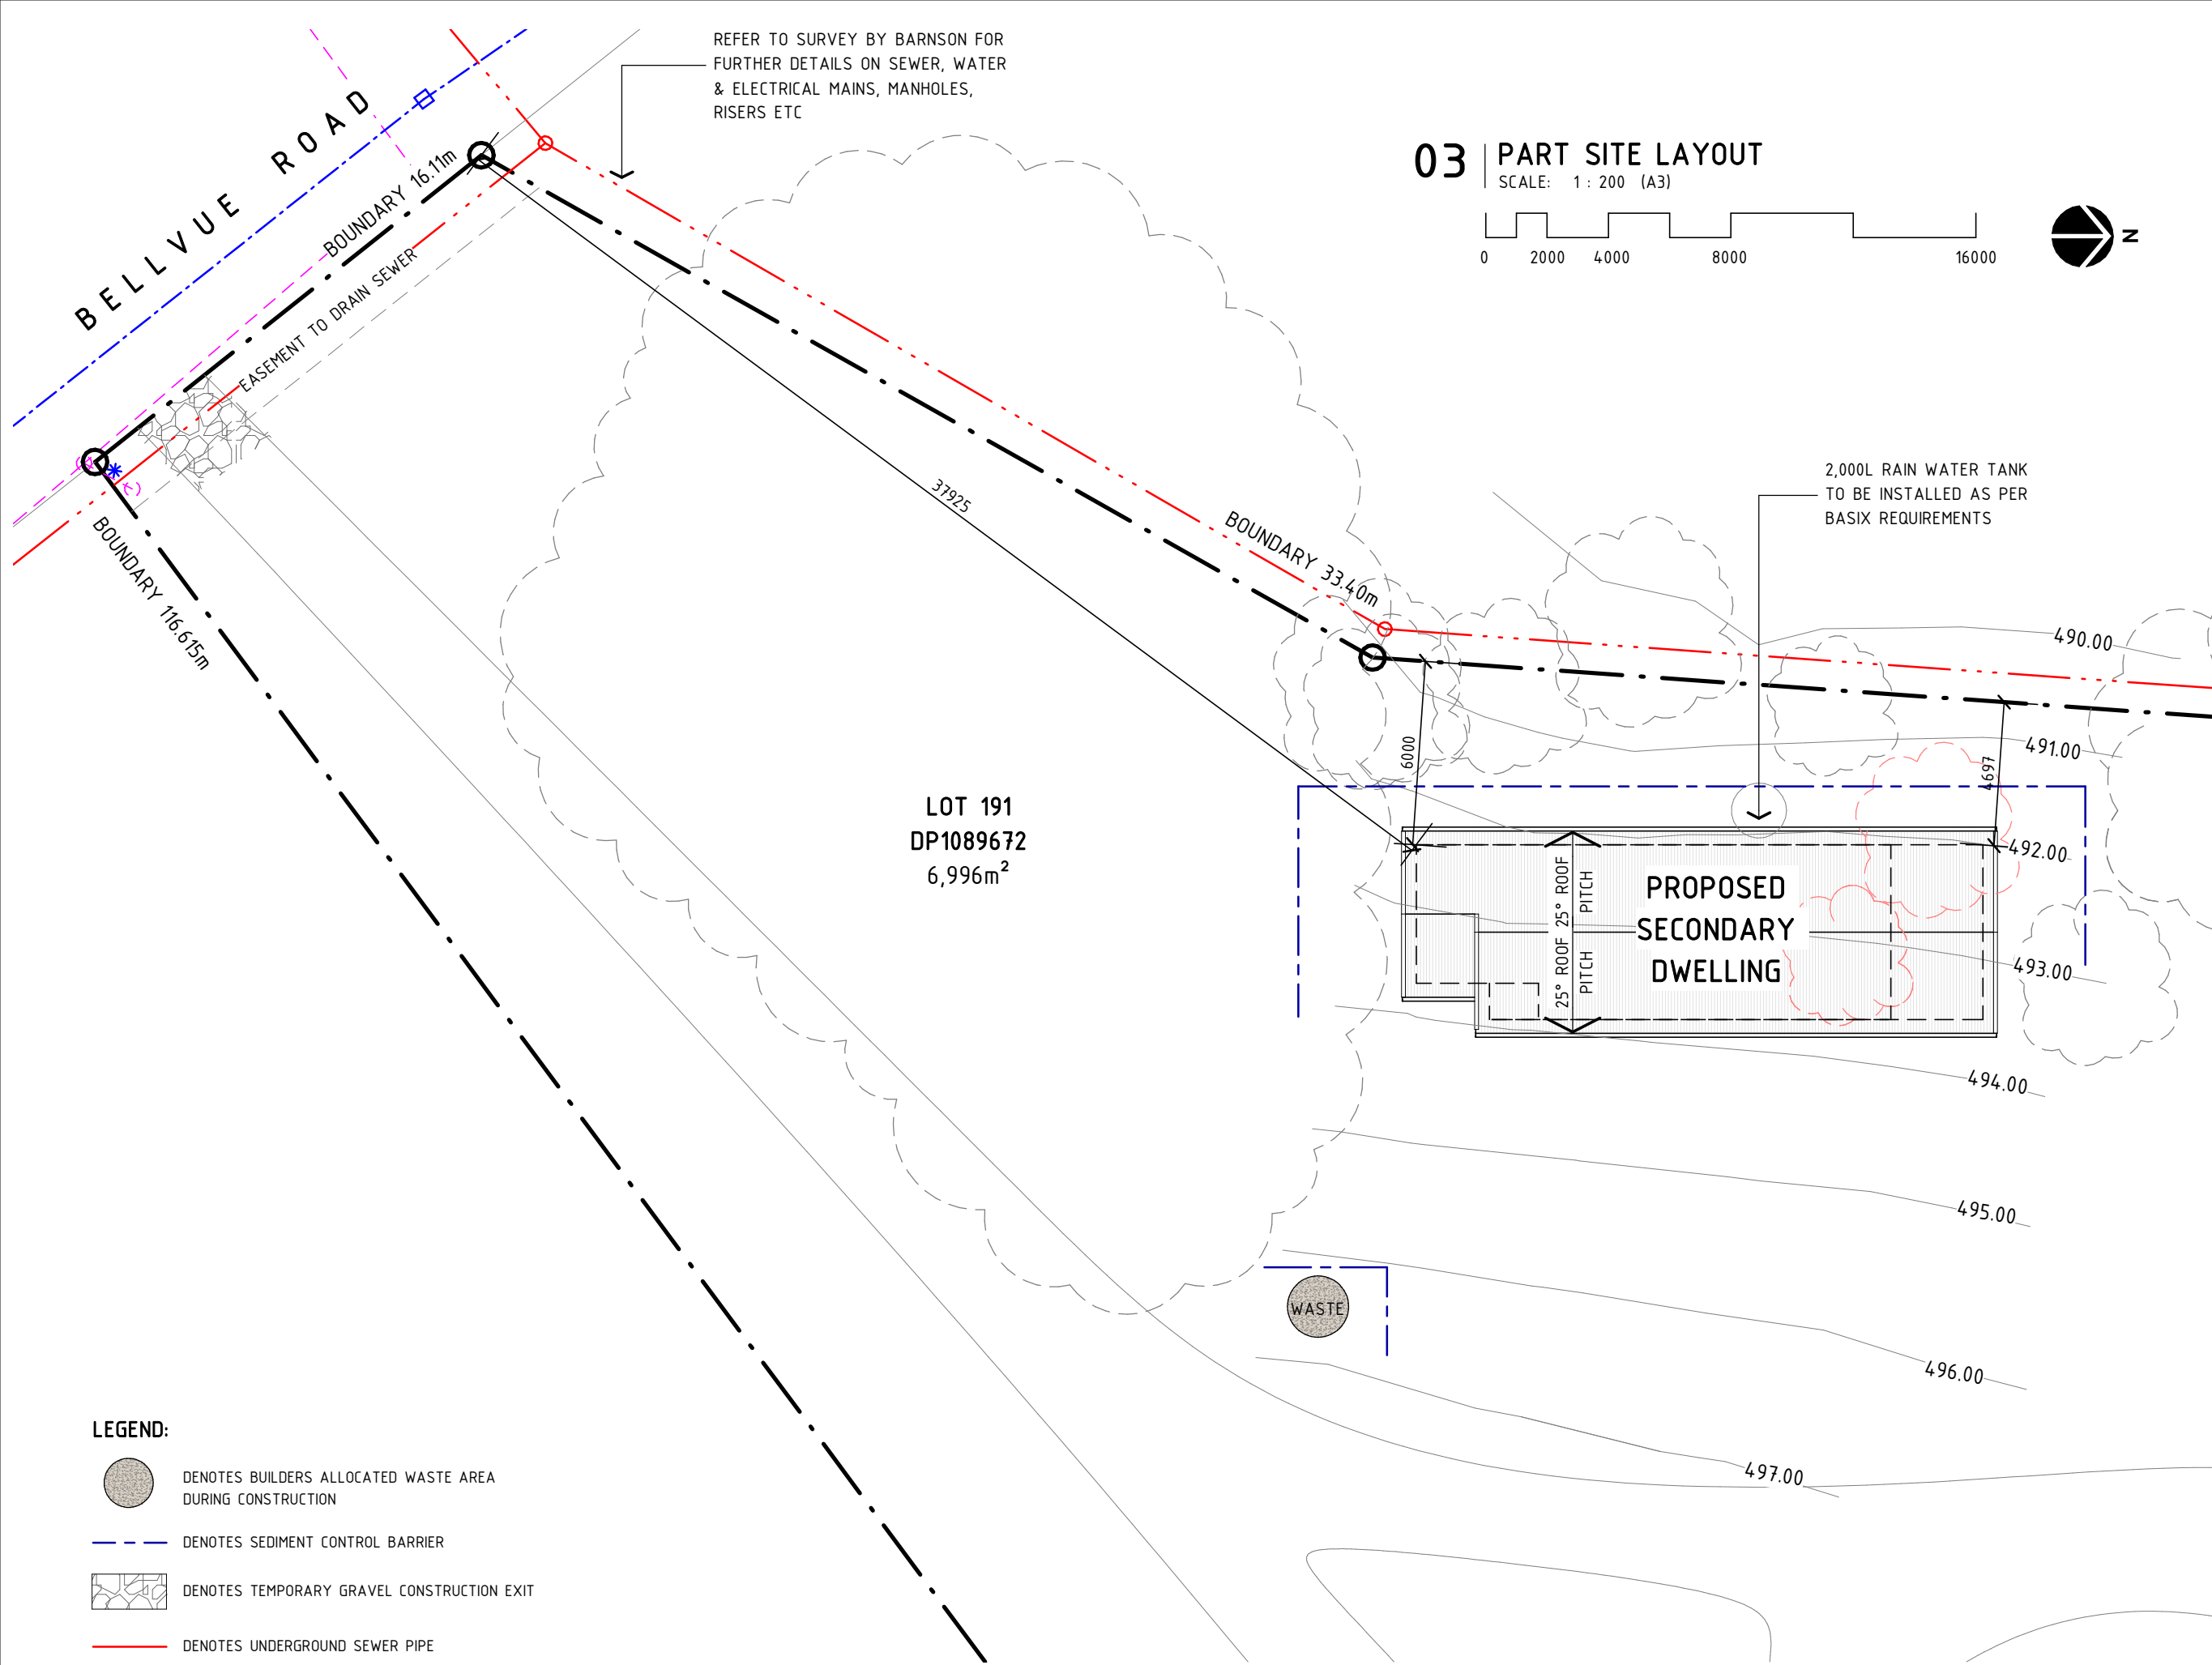 REFER TO SURVEY BY BARNSON FOR
FURTHER DETAILS ON SEWER, WATER
& ELECTRICAL MAINS, MANHOLES,
RISERS ETC
BELLVUE ROAD
BOUNDARY 16.11m
EASEMENT TO DRAIN SEWER
03
PART SITE LAYOUT
SCALE: 1 : 200 (A3)
0 2000 4000 8000 16000
N
BOUNDARY 116.615m
37925
BOUNDARY 33.40m
2,000L RAIN WATER TANK
TO BE INSTALLED AS PER
BASIX REQUIREMENTS
490.00
491.00
6000
4697
492.00
LOT 191
DP1089672
6,996m²
25° ROOF
PITCH
25° ROOF
PITCH
PROPOSED
SECONDARY
DWELLING
493.00
494.00
495.00
WASTE
496.00
497.00
LEGEND:
DENOTES BUILDERS ALLOCATED WASTE AREA
DURING CONSTRUCTION
DENOTES SEDIMENT CONTROL BARRIER
DENOTES TEMPORARY GRAVEL CONSTRUCTION EXIT
DENOTES UNDERGROUND SEWER PIPE